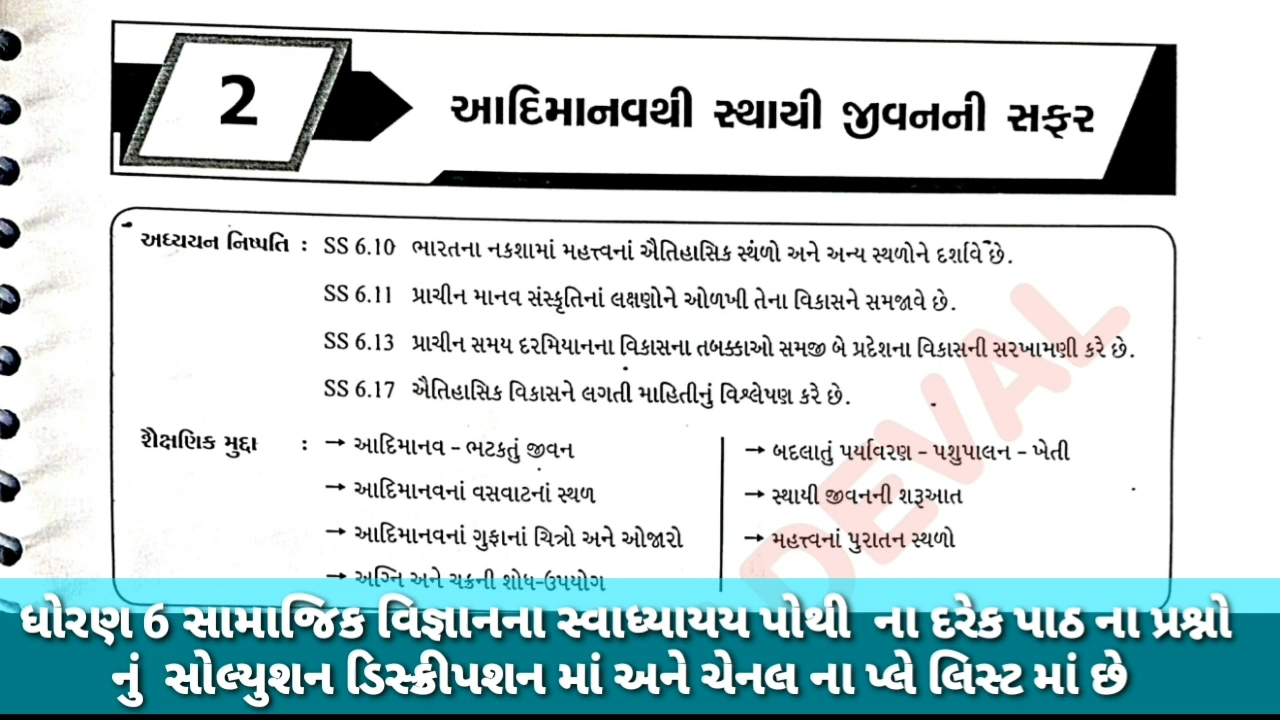 2
આદિમાનવથી સ્થાયી જીવનની સફર
અધ્યયન નિષ્પતિ : SS 6.10 ભારતના નકશામાં મહત્ત્વનાં ઐતિહાસિક સ્થંળો અને અન્ય સ્થળોને દર્શાવે છે.
SS 6.11 પ્રાચીન માનવ સંસ્કૃતિનાં લક્ષણોને ઓળખી તેના વિકાસને સમજાવે છે.
SS 6.13 પ્રાચીન સમય દરમિયાનના વિકાસના તબક્કાઓ સમજી બે પ્રદેશના વિકાસની સરખામણી કરે છે.
SS 6.17 ઐતિહાસિક વિકાસને લગતી માહિતીનું વિશ્લેષણ કરે છે.
શૈક્ષણિક મુદ્દા : → આદિમાનવ – ભટકતું જીવન
→ આદિમાનવનાં વસવાટનાં સ્થળ
→ આદિમાનવનાં ગુફાનાં ચિત્રો અને ઓજારો
→ અગ્નિ અને ચક્રની શોધ-ઉપયોગ
→ બદલાતું પર્યાવરણ – પશુપાલન – ખેતી
→ સ્થાયી જીવનની શરૂઆત
→ મહત્ત્વનાં પુરાતન સ્થળો
DEVAL
ધોરણ 6 સામાજિક વિજ્ઞાનના સ્વાધ્યાયય પોથી ના દરેક પાઠ ના પ્રશ્નો
નું સોલ્યુશન ડિસ્ક્રીપશન માં અને ચેનલ ના પ્લે લિસ્ટ માં છે